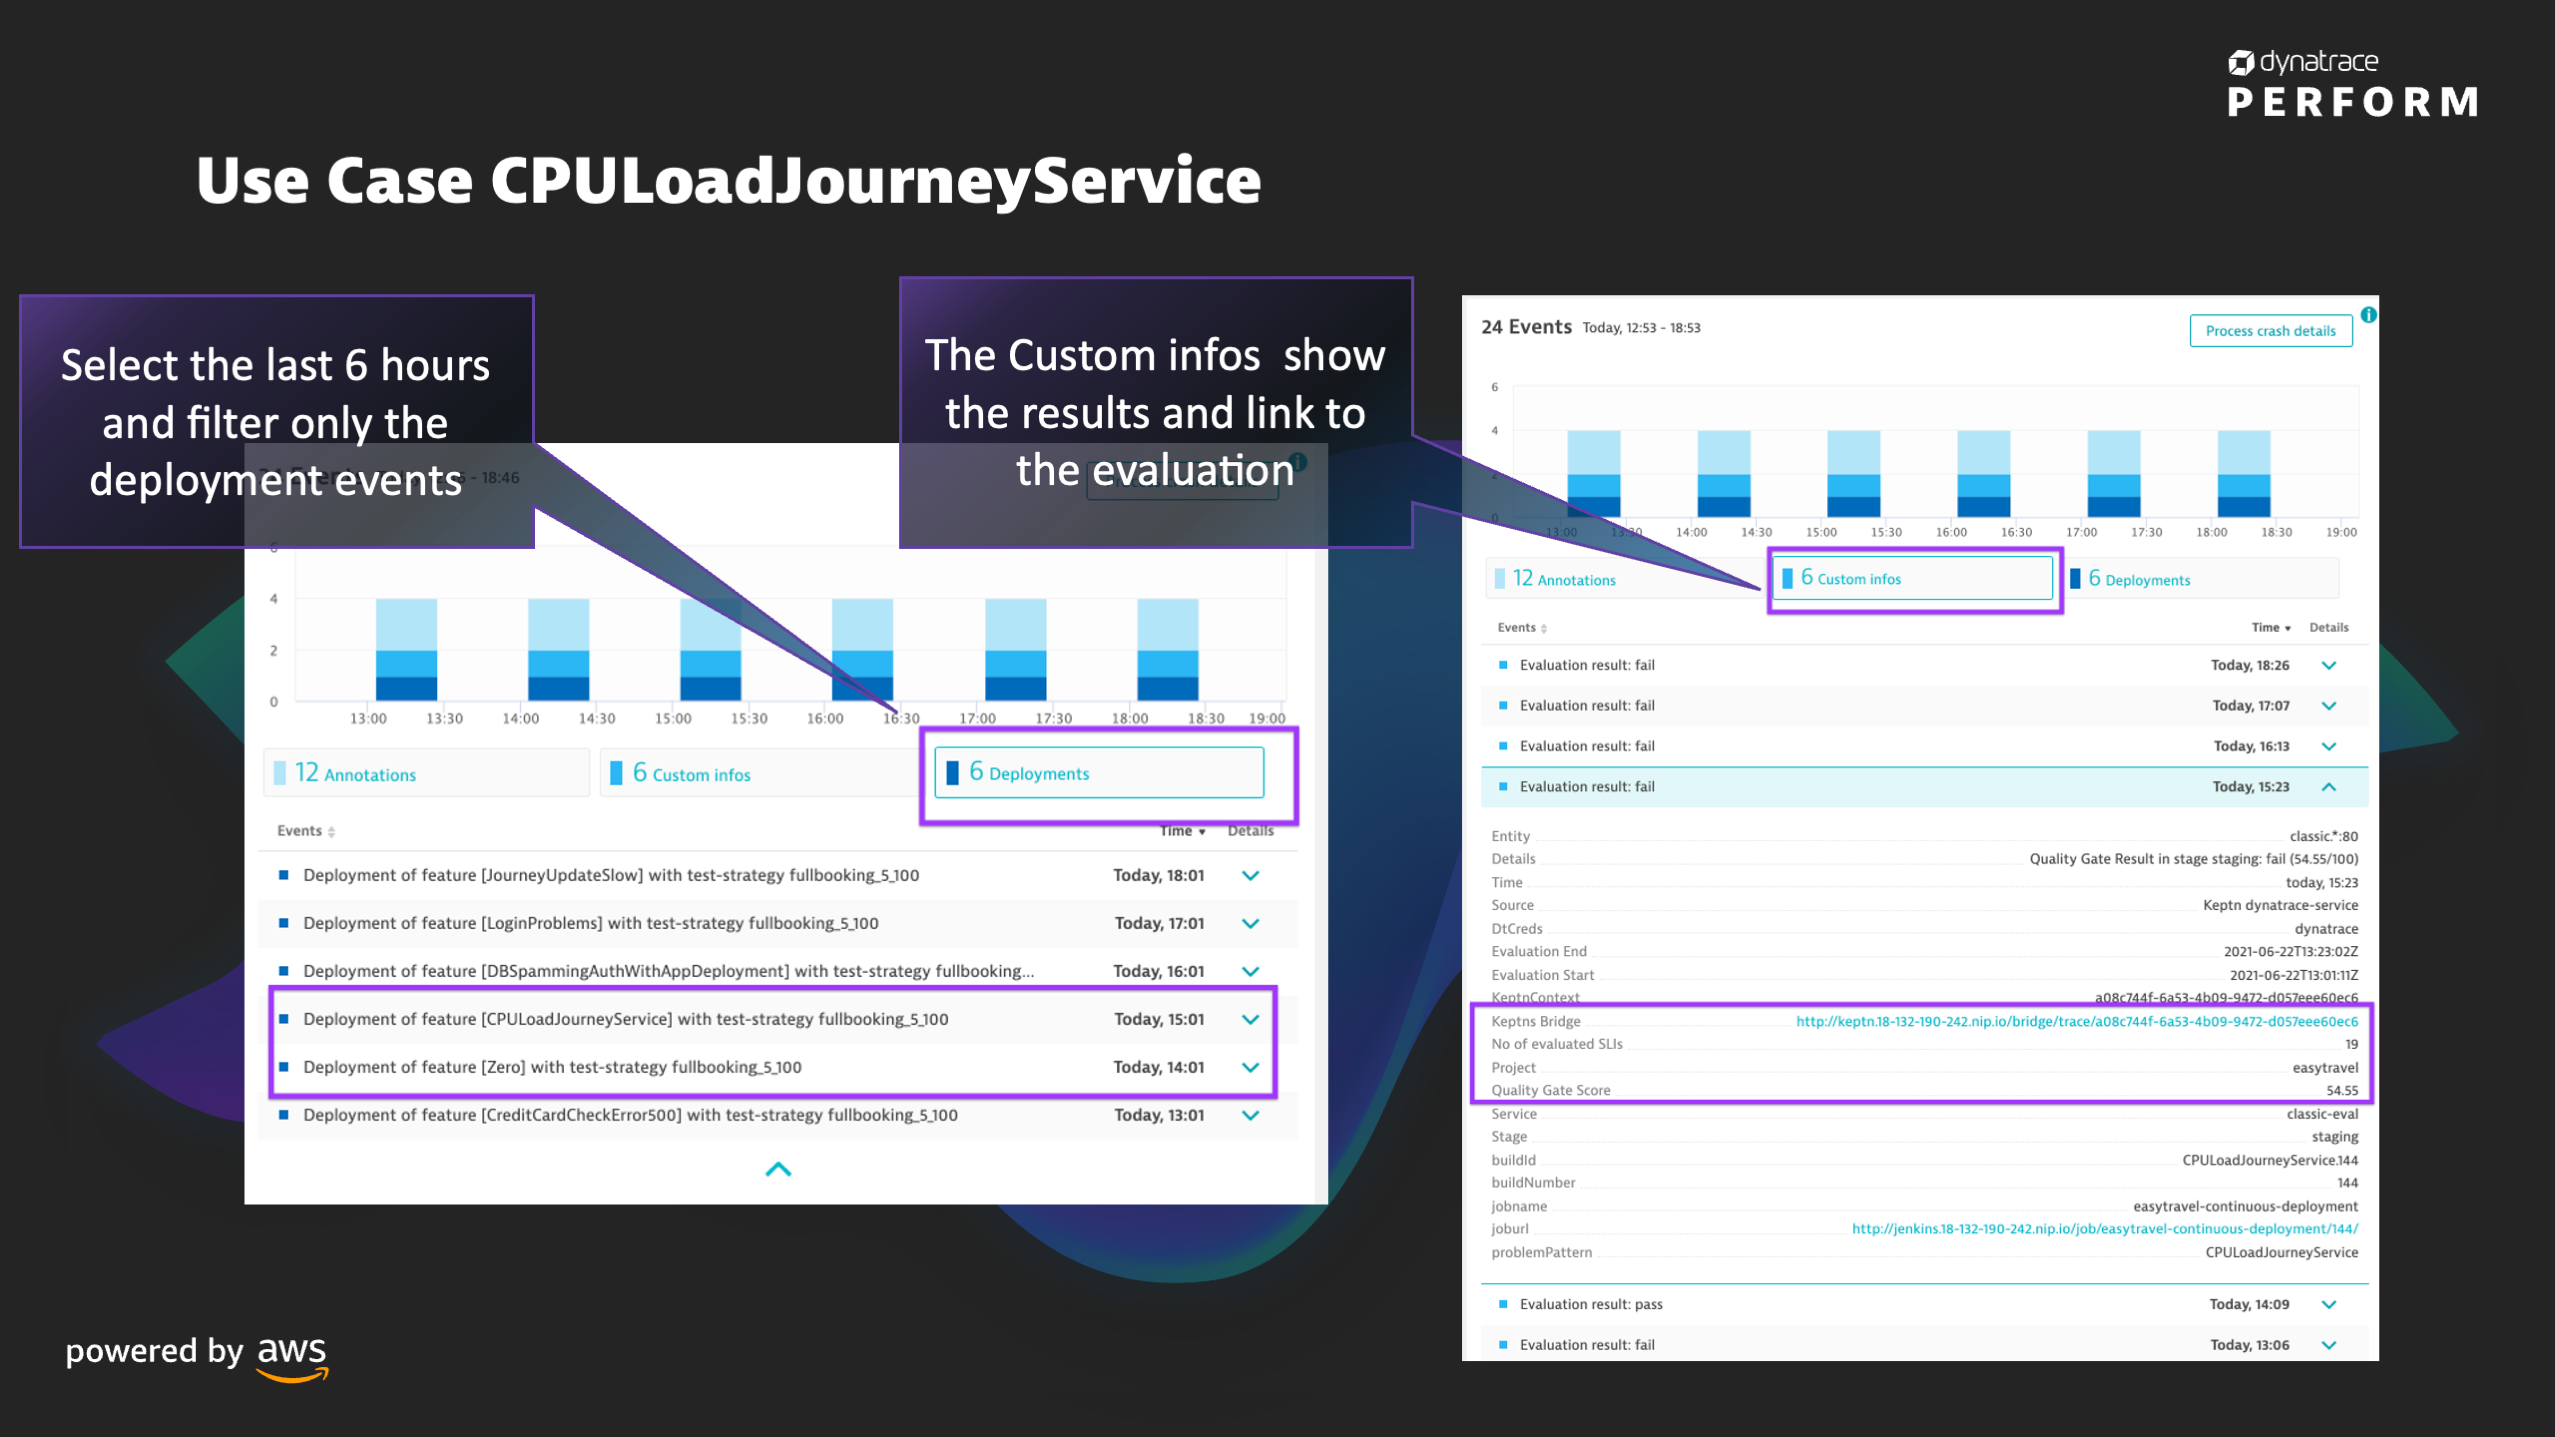 dynatrace
PERFORM
Use Case CPULoadJourneyService
Select the last 6 hours
and filter only the
deployment events
The Custom infos  show
the results and link to
the evaluation
- 18:46
6
4
2
0
13:00 13:30 14:00 14:30 15:00 15:30 16:00 16:30 17:00 17:30 18:00 18:30 19:00
12 Annotations 6 Custom infos 6 Deployments
Events Time Details
Deployment of feature [JourneyUpdateSlow] with test-strategy fullbooking_5_100 Today, 18:01
Deployment of feature [LoginProblems] with test-strategy fullbooking_5_100 Today, 17:01
Deployment of feature [DBSpammingAuthWithAppDeployment] with test-strategy fullbooking... Today, 16:01
Deployment of feature [CPULoadJourneyService] with test-strategy fullbooking_5_100 Today, 15:01
Deployment of feature [Zero] with test-strategy fullbooking_5_100 Today, 14:01
Deployment of feature [CreditCardCheckError500] with test-strategy fullbooking_5_100 Today, 13:01
24 Events Today, 12:53 - 18:53
Process crash details
6
4
2
0
13:00 13:30 14:00 14:30 15:00 15:30 16:00 16:30 17:00 17:30 18:00 18:30 19:00
12 Annotations 6 Custom infos 6 Deployments
Events Time Details
Evaluation result: fail Today, 18:26
Evaluation result: fail Today, 17:07
Evaluation result: fail Today, 16:13
Evaluation result: fail Today, 15:23
Entity classic.*:80
Details Quality Gate Result in stage staging: fail (54.55/100)
Time today, 15:23
Source Keptn dynatrace-service
DtCreds dynatrace
Evaluation End 2021-06-22T13:23:02Z
Evaluation Start 2021-06-22T13:01:11Z
KeptnContext a08c744f-6a53-4b09-9472-d057eee60ec6
Keptns Bridge http://keptn.18-132-190-242.nip.io/bridge/trace/a08c744f-6a53-4b09-9472-d057eee60ec6
No of evaluated SLIs 19
Project easytravel
Quality Gate Score 54.55
Service classic-eval
Stage staging
buildId CPULoadJourneyService.144
buildNumber 144
jobname easytravel-continuous-deployment
joburl http://jenkins.18-132-190-242.nip.io/job/easytravel-continuous-deployment/144/
problemPattern CPULoadJourneyService
Evaluation result: pass Today, 14:09
Evaluation result: fail Today, 13:06
powered by aws